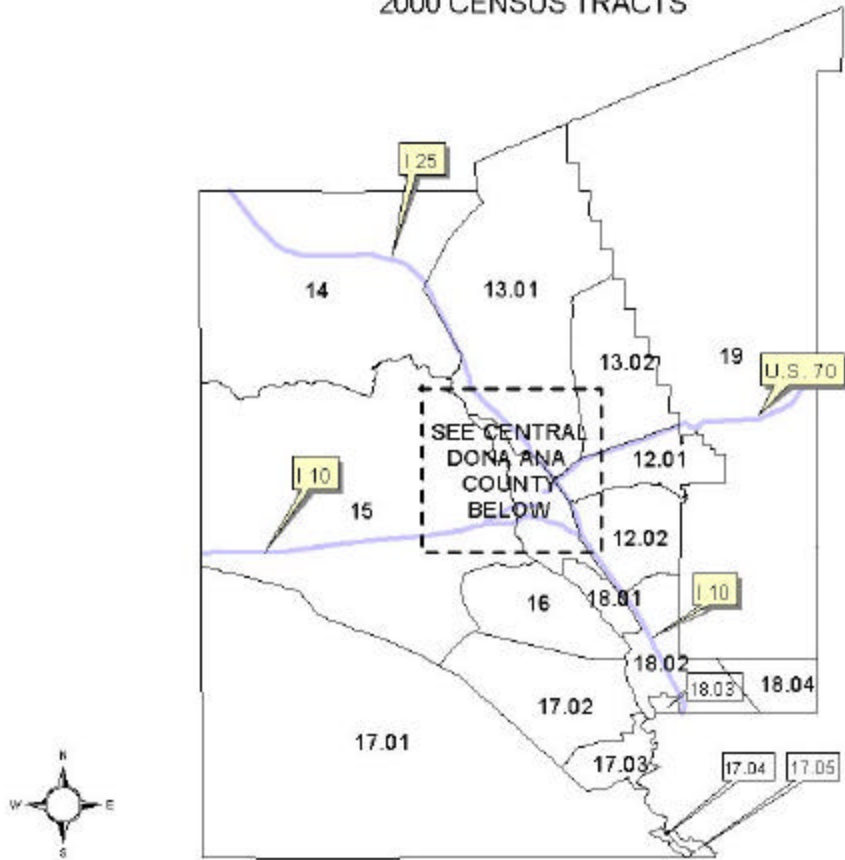 2000 CENSUS TRACTS
I 25
14
13.01
13.02
19
U.S. 70
SEE CENTRAL
DONA ANA
COUNTY
BELOW
12.01
I 10
15
12.02
16
18.01
I 10
18.02
18.03
18.04
17.02
17.01
17.03
17.04
17.05
N
W
E
S